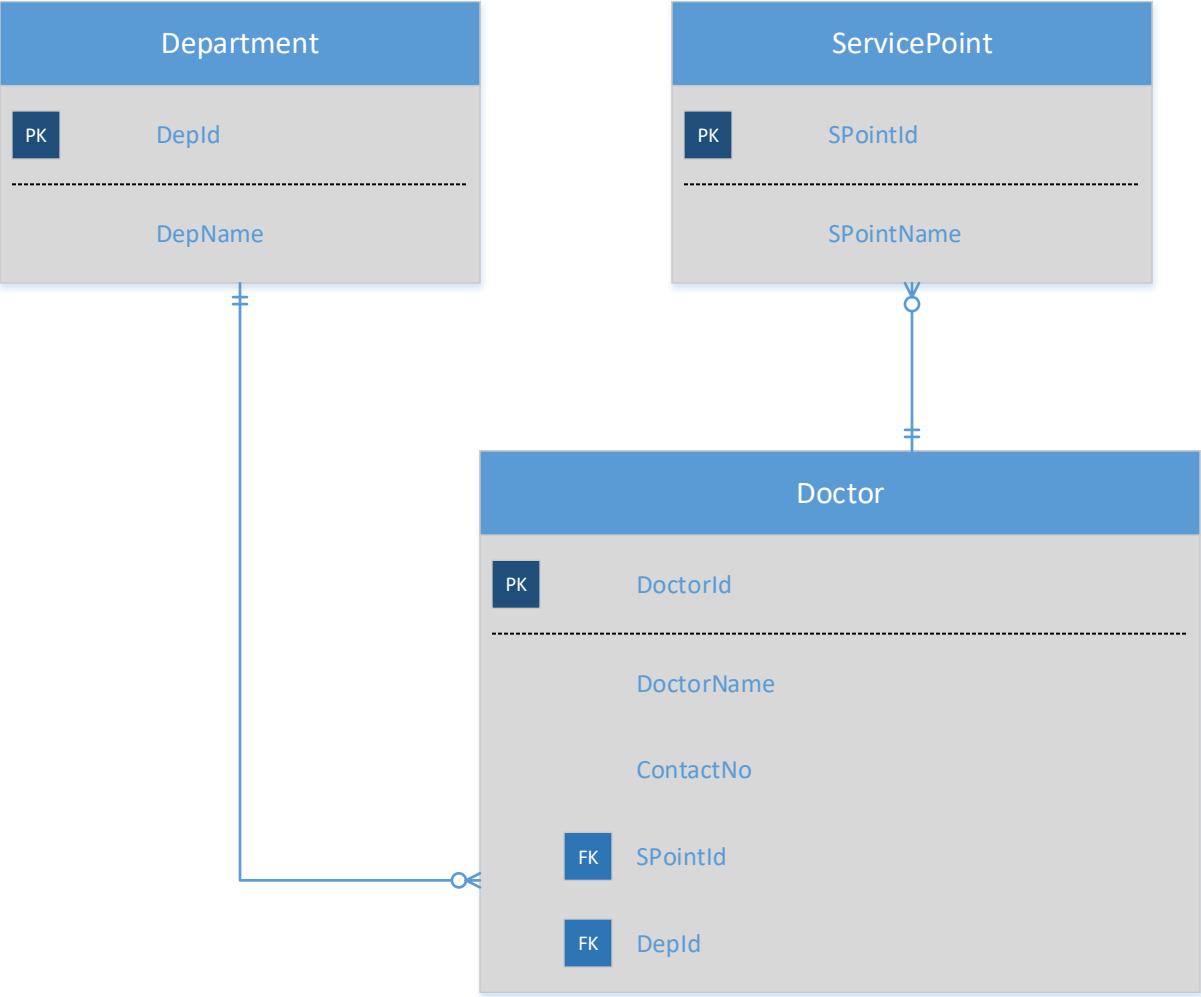 Department
PK DepId
DepName
ServicePoint
PK SPointId
SPointName
Doctor
PK DoctorId
DoctorName
ContactNo
FK SPointId
FK DepId